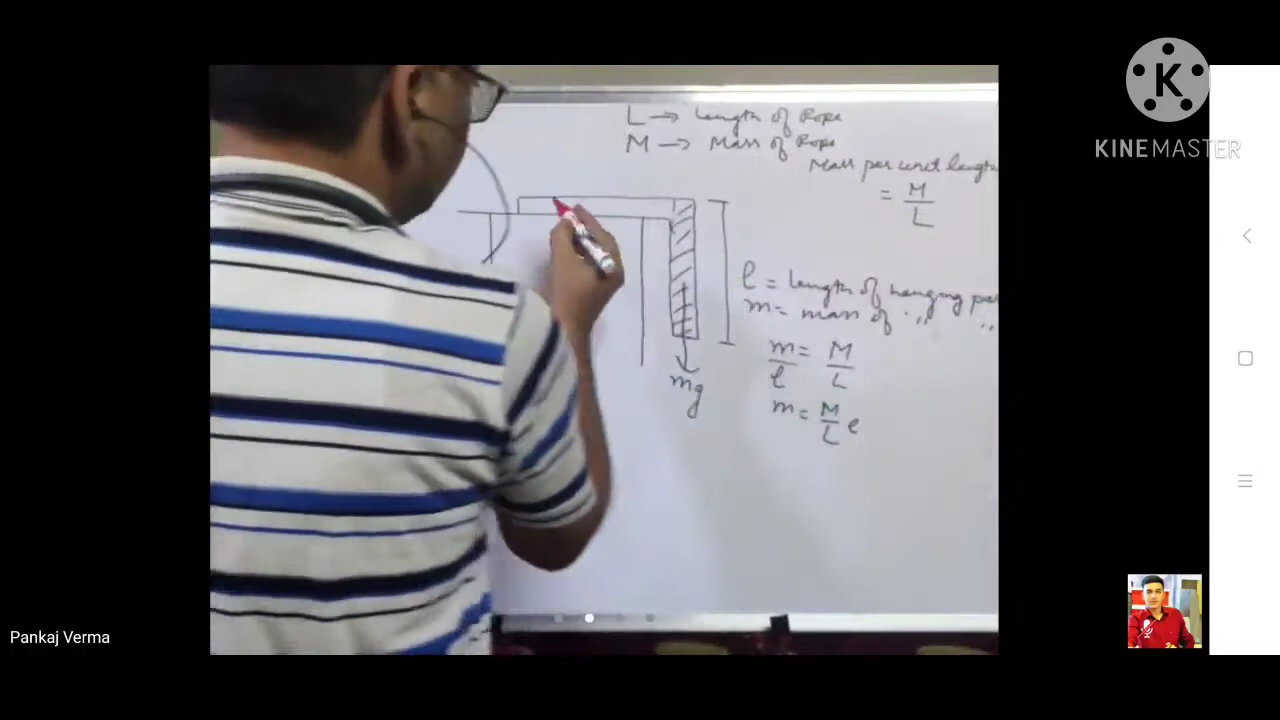 KINEMASTER
L → Length of Rope
M → Mass of Rope
Mass per unit length
= M/L
l = length of hanging par
m = mass of " "
m/l = M/L
m = M/L l
mg
Pankaj Verma